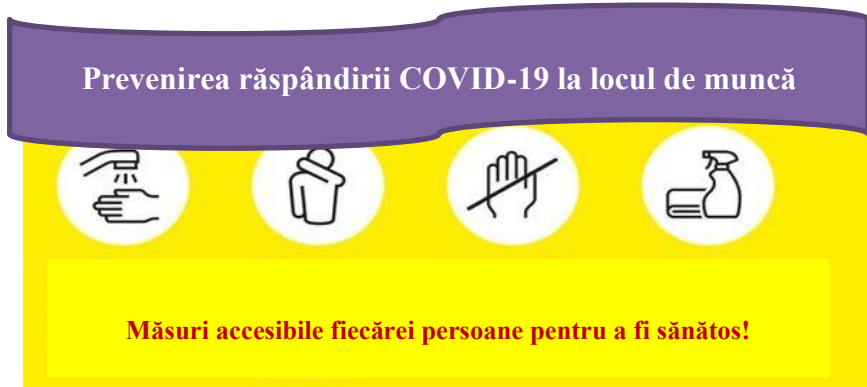 Prevenirea răspândirii COVID-19 la locul de muncă
Măsuri accesibile fiecărei persoane pentru a fi sănătos!